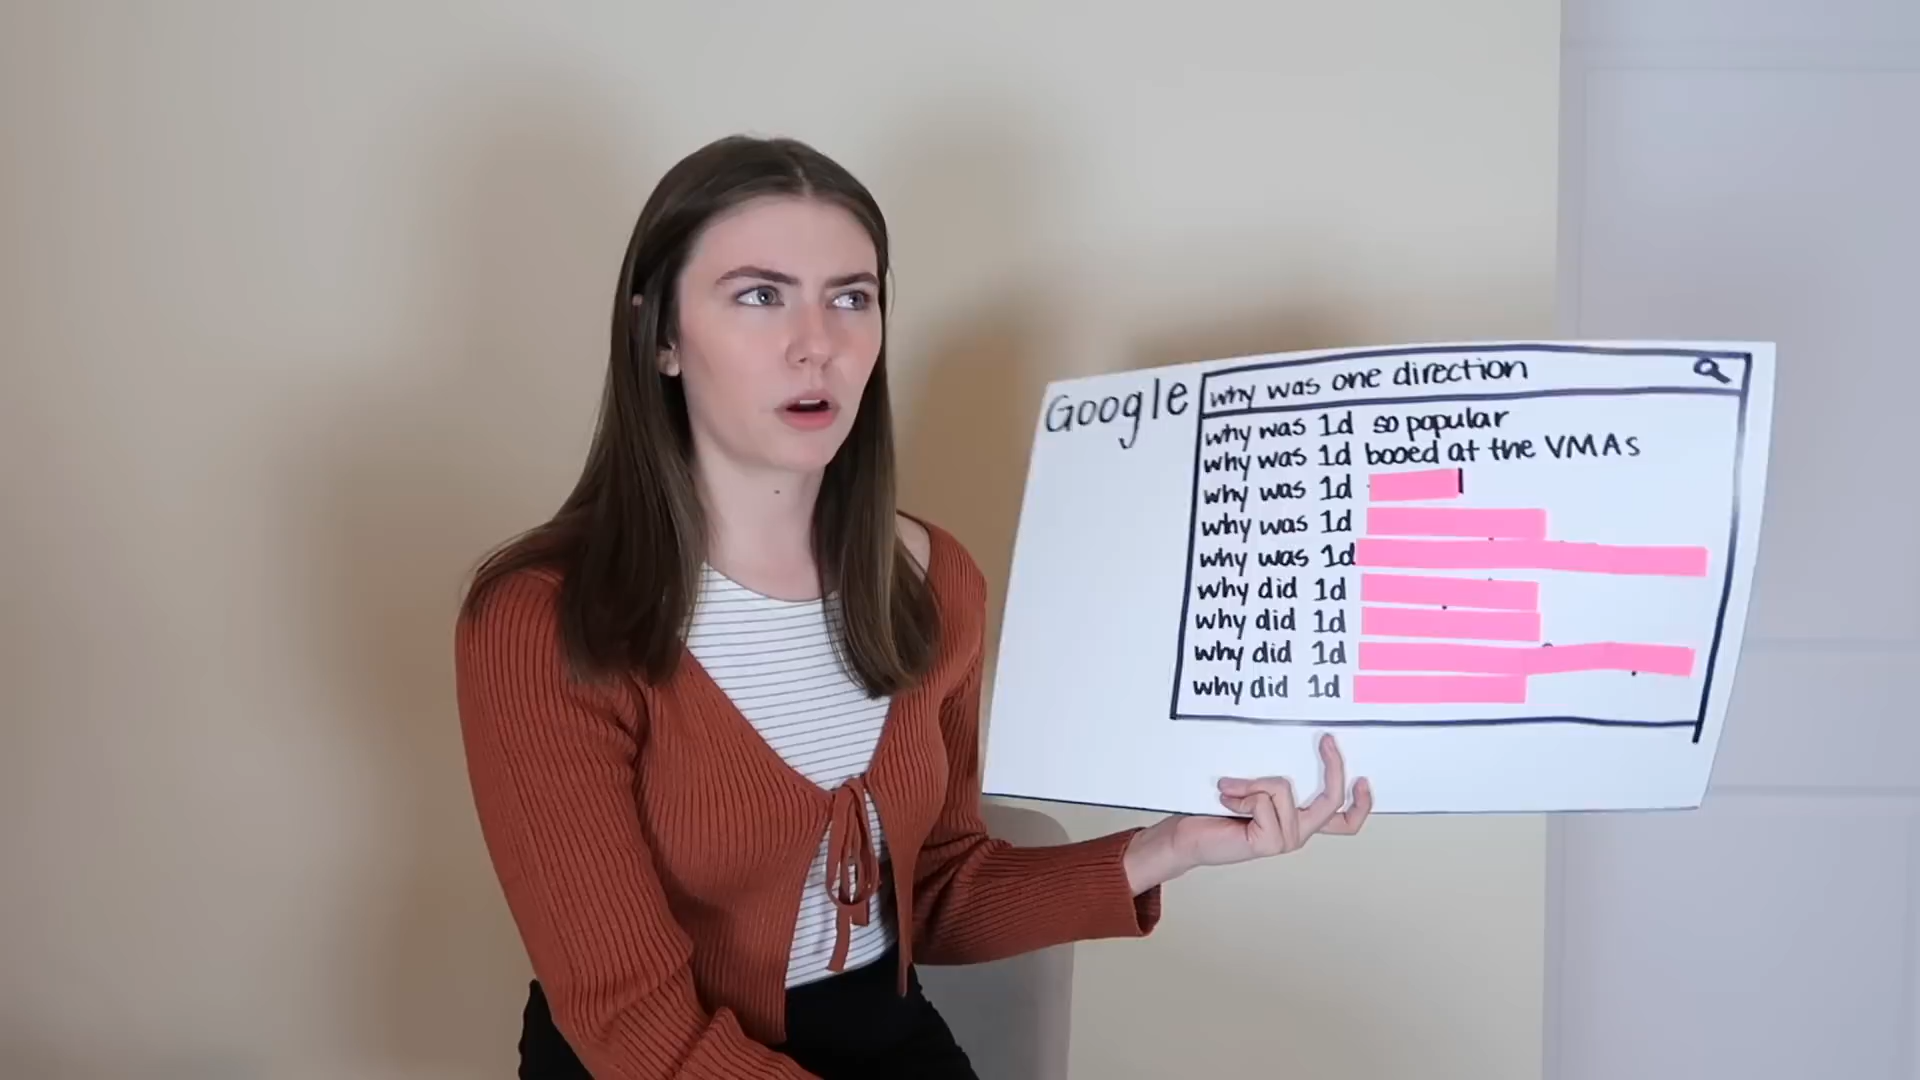 Google
why was one direction
why was 1d so popular
why was 1d booed at the VMAs
why was 1d
why was 1d
why was 1d
why did 1d
why did 1d
why did 1d
why did 1d